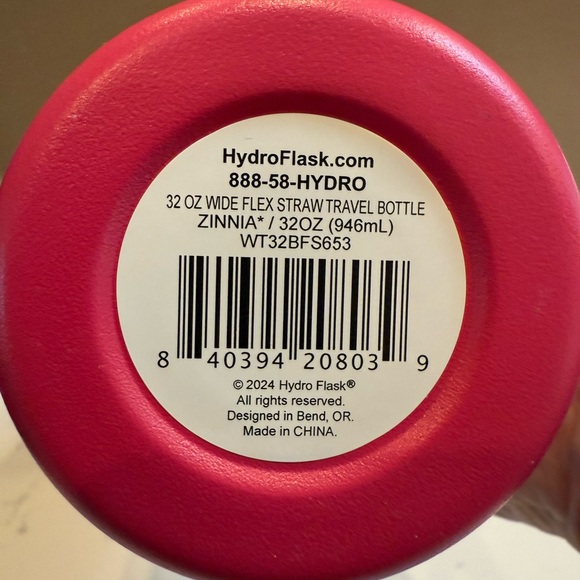 HydroFlask.com
888-58-HYDRO
32 OZ WIDE FLEX STRAW TRAVEL BOTTLE
ZINNIA* / 32OZ (946mL)
WT32BFS653
8 40394 20803 9
© 2024 Hydro Flask®
All rights reserved.
Designed in Bend, OR.
Made in CHINA.